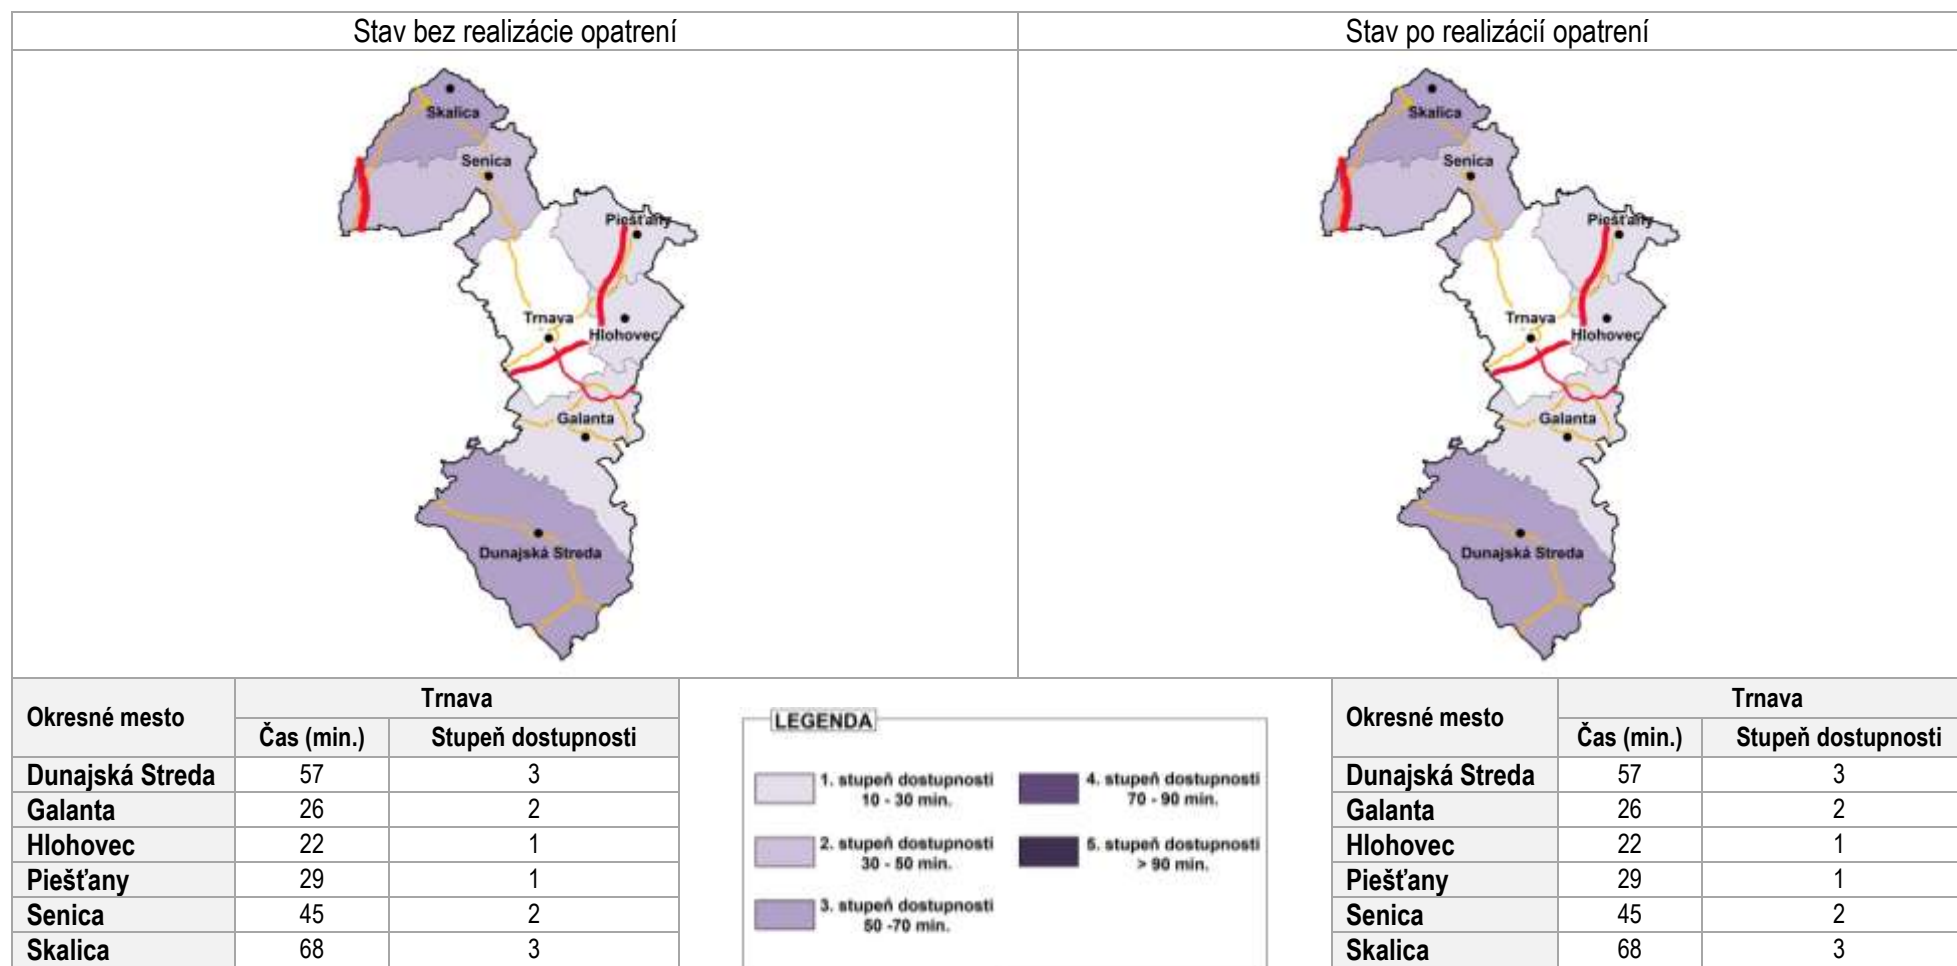 Stav bez realizácie opatrení
Stav po realizácií opatrení
Skalica
Senica
Piešťany
Trnava
Hlohovec
Galanta
Dunajská Streda
Skalica
Senica
Piešťany
Trnava
Hlohovec
Galanta
Dunajská Streda
Okresné mesto
Trnava
Čas (min.) Stupeň dostupnosti
Dunajská Streda 57 3
Galanta 26 2
Hlohovec 22 1
Piešťany 29 1
Senica 45 2
Skalica 68 3
LEGENDA
1. stupeň dostupnosti
10 - 30 min.
2. stupeň dostupnosti
30 - 50 min.
3. stupeň dostupnosti
50 -70 min.
4. stupeň dostupnosti
70 - 90 min.
5. stupeň dostupnosti
> 90 min.
Okresné mesto
Trnava
Čas (min.) Stupeň dostupnosti
Dunajská Streda 57 3
Galanta 26 2
Hlohovec 22 1
Piešťany 29 1
Senica 45 2
Skalica 68 3